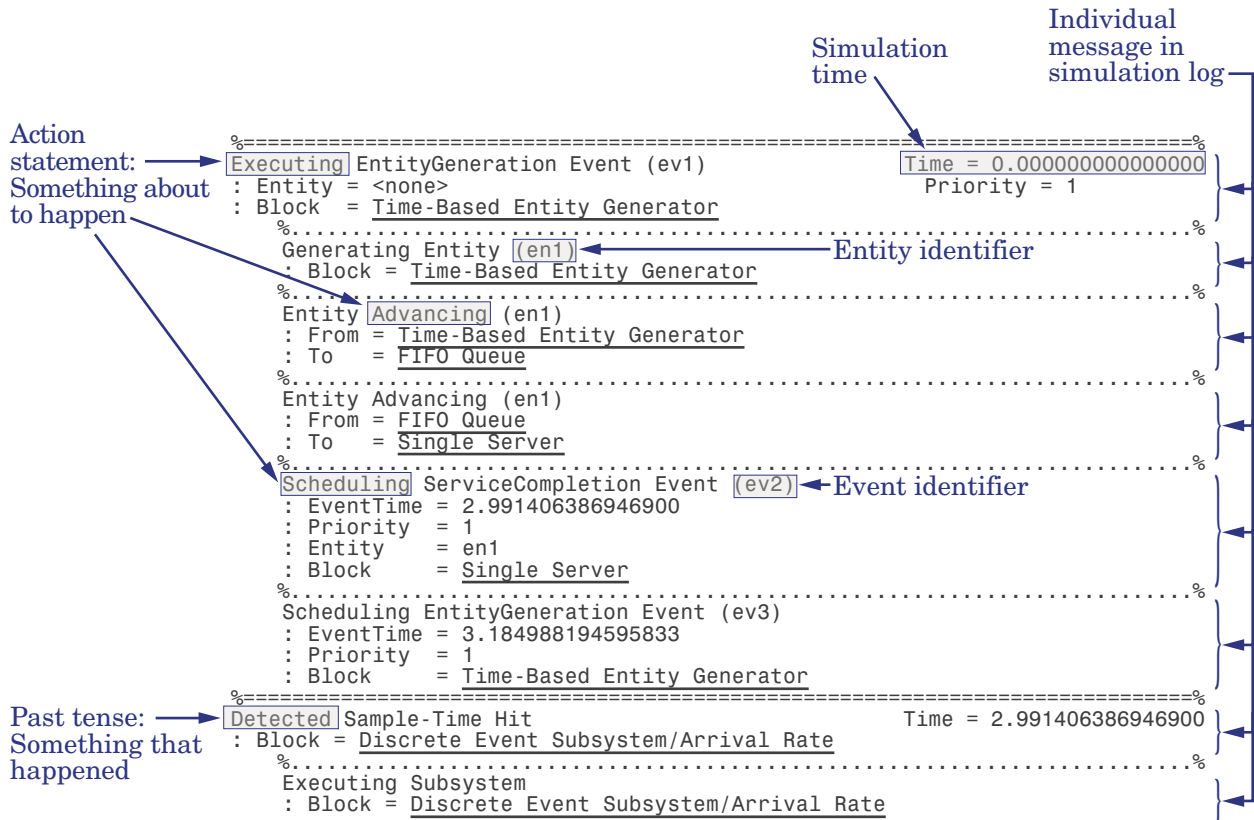 Individual
message in
simulation log
Simulation
time
Action
statement:
Something about
to happen
%==============================================================================%
Executing EntityGeneration Event (ev1) Time = 0.000000000000000
: Entity = <none> Priority = 1
: Block = Time-Based Entity Generator
%............................................................................%
Generating Entity (en1) Entity identifier
: Block = Time-Based Entity Generator
%............................................................................%
Entity Advancing (en1)
: From = Time-Based Entity Generator
: To = FIFO Queue
%............................................................................%
Entity Advancing (en1)
: From = FIFO Queue
: To = Single Server
%............................................................................%
Scheduling ServiceCompletion Event (ev2) Event identifier
: EventTime = 2.991406386946900
: Priority = 1
: Entity = en1
: Block = Single Server
%............................................................................%
Scheduling EntityGeneration Event (ev3)
: EventTime = 3.184988194595833
: Priority = 1
: Block = Time-Based Entity Generator
%==============================================================================%
Past tense:
Something that
happened
Detected Sample-Time Hit Time = 2.991406386946900
: Block = Discrete Event Subsystem/Arrival Rate
%............................................................................%
Executing Subsystem
: Block = Discrete Event Subsystem/Arrival Rate